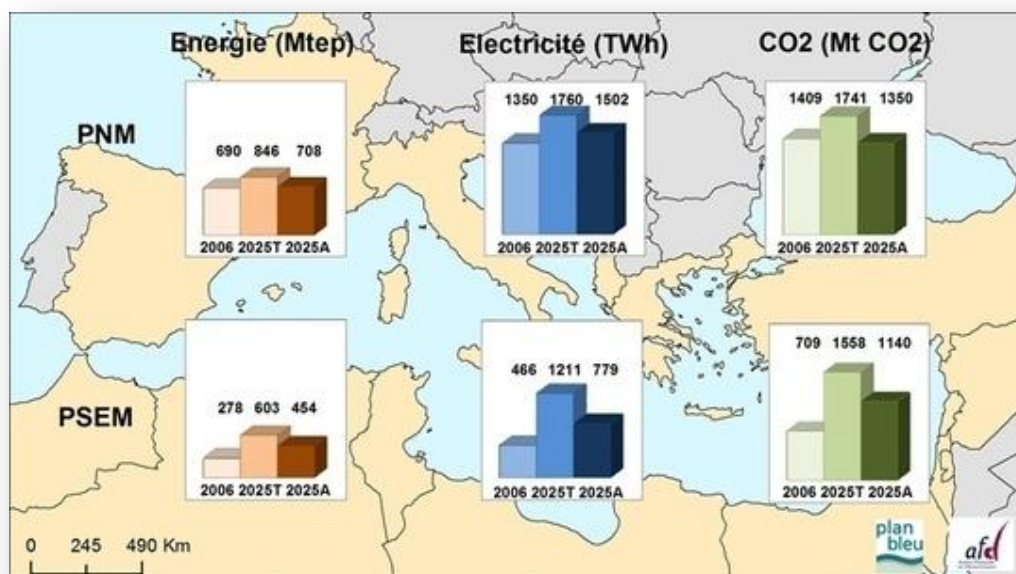 Energie (Mtep)
Electricité (TWh)
CO2 (Mt CO2)
PNM
690 846 708
2006 2025T 2025A
1350 1760 1502
2006 2025T 2025A
1409 1741 1350
2006 2025T 2025A
PSEM
278 603 454
2006 2025T 2025A
466 1211 779
2006 2025T 2025A
709 1558 1140
2006 2025T 2025A
0 245 490 Km
plan
bleu
afd